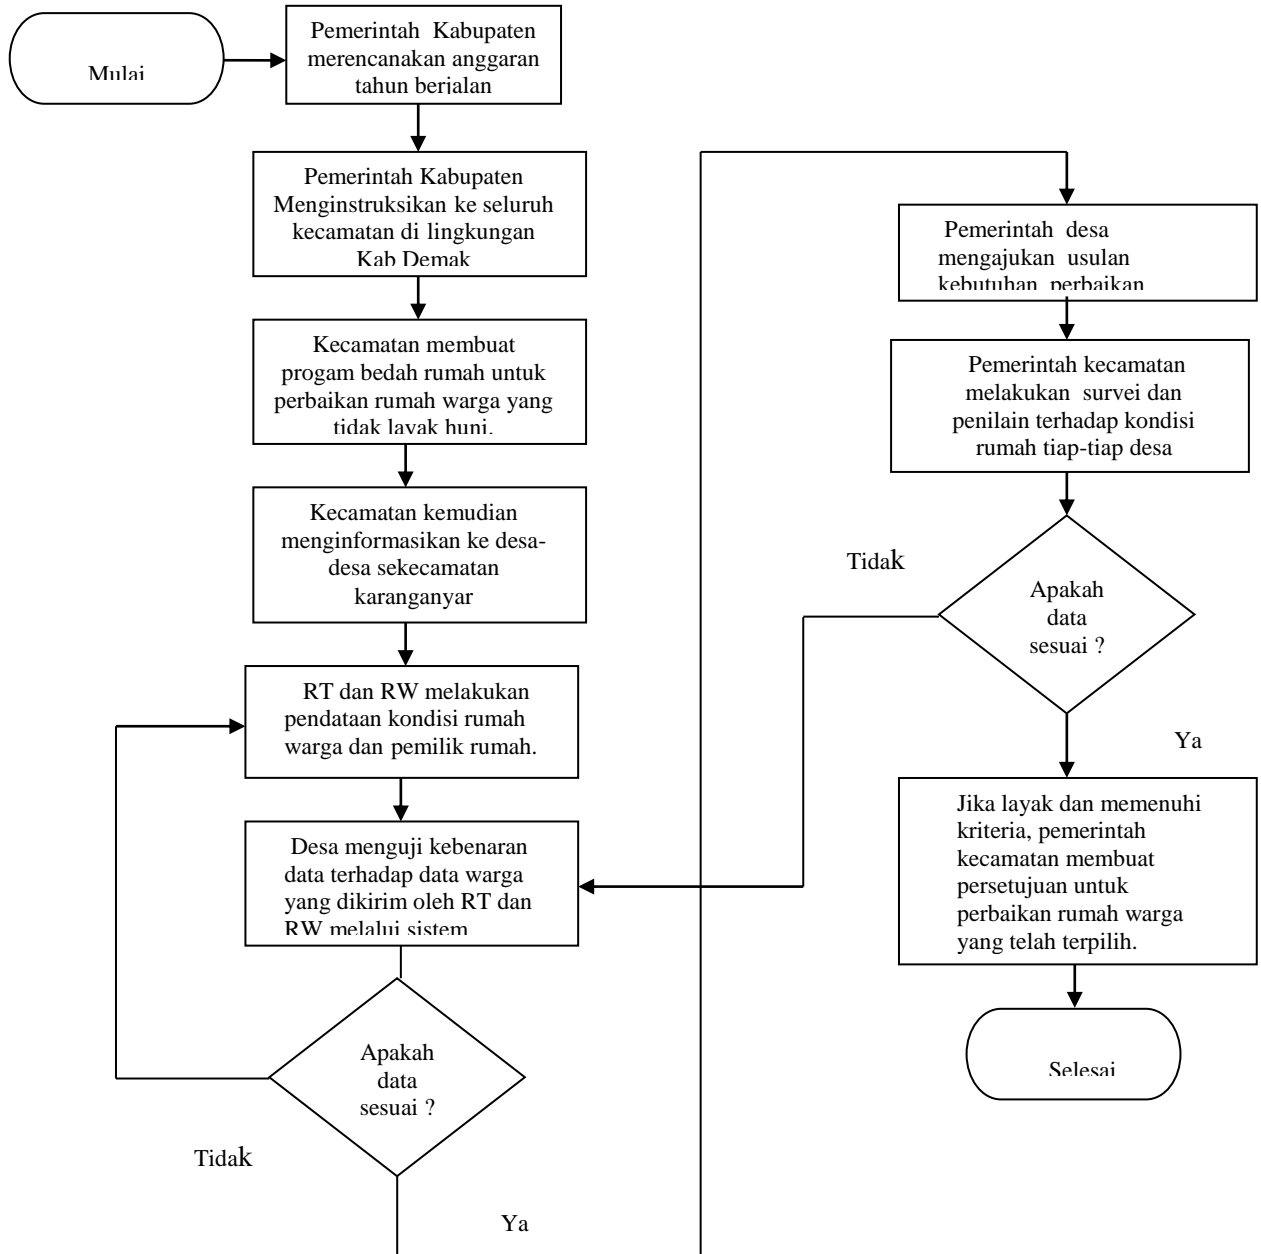 Mulai
Pemerintah Kabupaten
merencanakan anggaran
tahun berjalan
Pemerintah Kabupaten
Menginstruksikan ke seluruh
kecamatan di lingkungan
Kab Demak
Kecamatan membuat
progam bedah rumah untuk
perbaikan rumah warga yang
tidak layak huni.
Kecamatan kemudian
menginformasikan ke desa-
desa sekecamatan
karanganyar
RT dan RW melakukan
pendataan kondisi rumah
warga dan pemilik rumah.
Desa menguji kebenaran
data terhadap data warga
yang dikirim oleh RT dan
RW melalui sistem
Apakah
data
sesuai ?
Tidak
Ya
Pemerintah desa
mengajukan usulan
kebutuhan perbaikan
Pemerintah kecamatan
melakukan survei dan
penilain terhadap kondisi
rumah tiap-tiap desa
Tidak
Apakah
data
sesuai ?
Ya
Jika layak dan memenuhi
kriteria, pemerintah
kecamatan membuat
persetujuan untuk
perbaikan rumah warga
yang telah terpilih.
Selesai